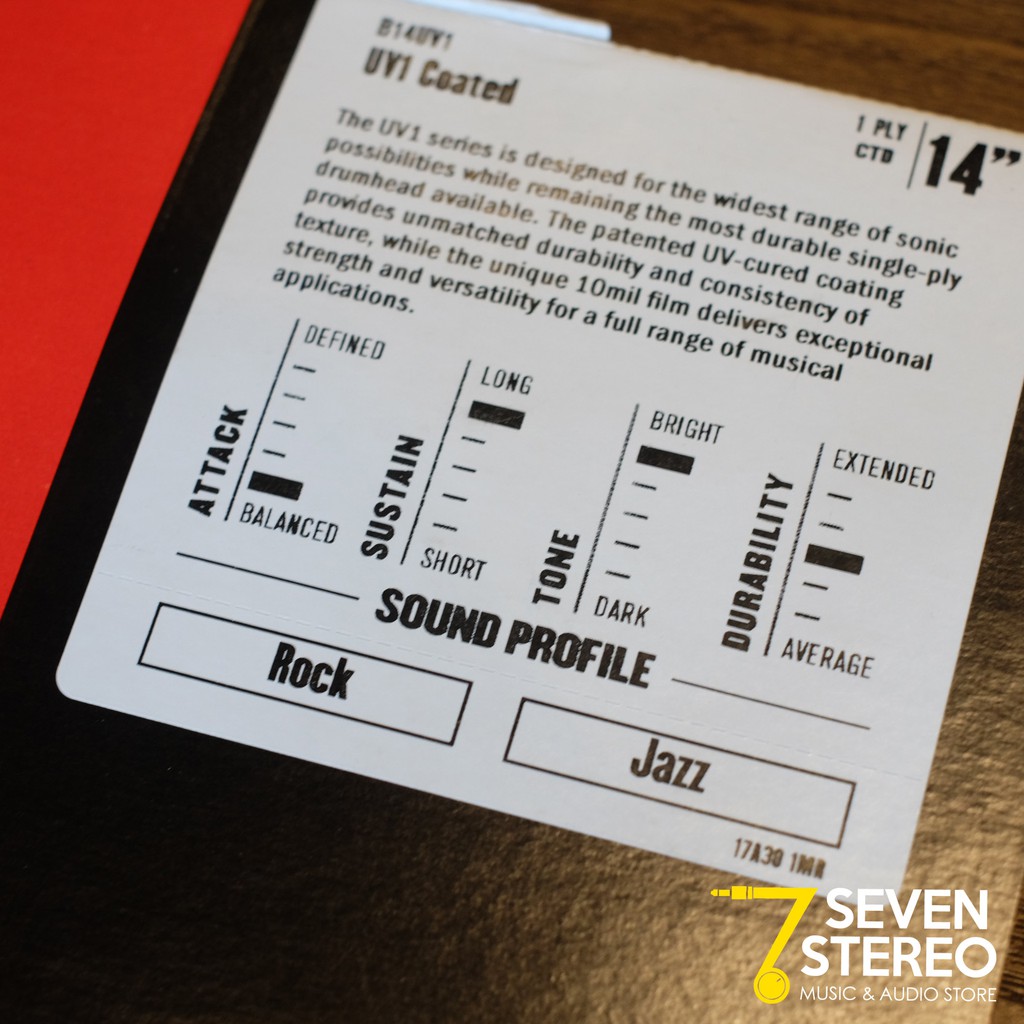 B14UV1
UV1 Coated
1 PLY
CTD
14”
The UV1 series is designed for the widest range of sonic
possibilities while remaining the most durable single-ply
drumhead available. The patented UV-cured coating
provides unmatched durability and consistency of
texture, while the unique 10mil film delivers exceptional
strength and versatility for a full range of musical
applications.
ATTACK
DEFINED
BALANCED
SUSTAIN
LONG
SHORT
TONE
BRIGHT
DARK
DURABILITY
EXTENDED
AVERAGE
SOUND PROFILE
Rock
Jazz
17A30 1MR
7 SEVEN
STEREO
MUSIC & AUDIO STORE